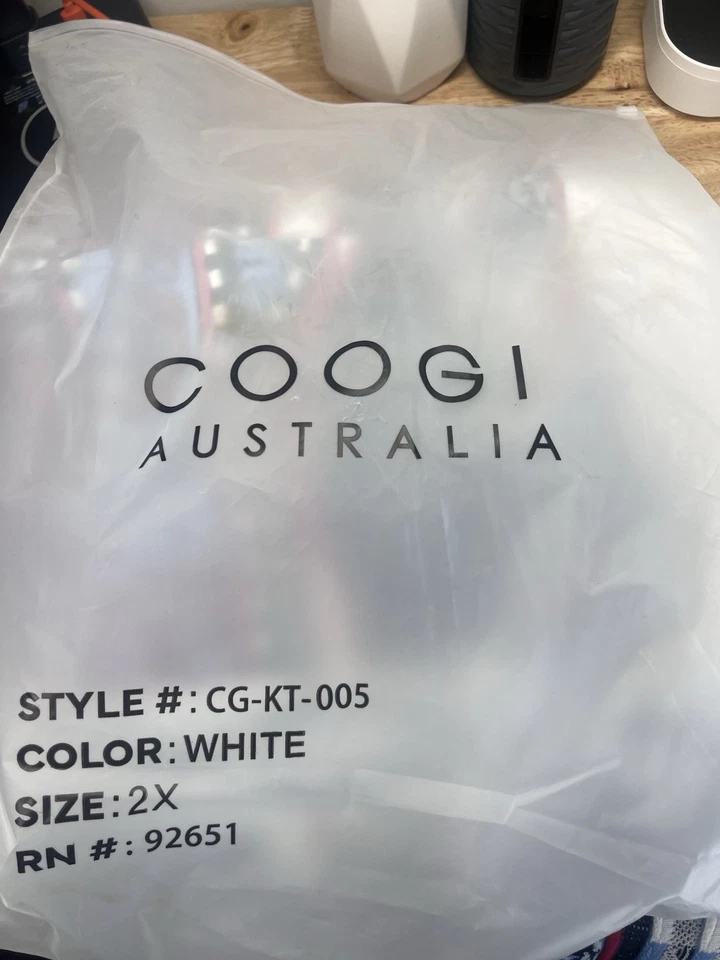 COOGI
AUSTRALIA
STYLE #: CG-KT-005
COLOR: WHITE
SIZE: 2X
RN #: 92651